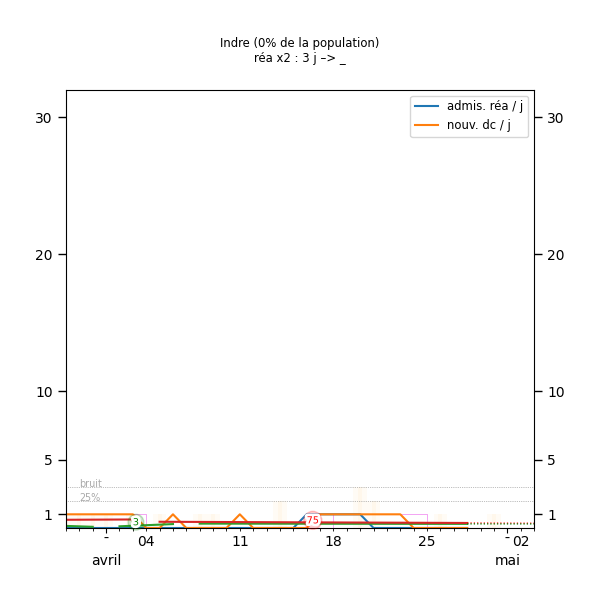 Indre (0% de la population)
réa x2 : 3 j –> _
admis. réa / j
nouv. dc / j
30 30
20 20
10 10
5 5
bruit
25%
1 3 75 1
- 04 11 18 25 - 02
avril mai